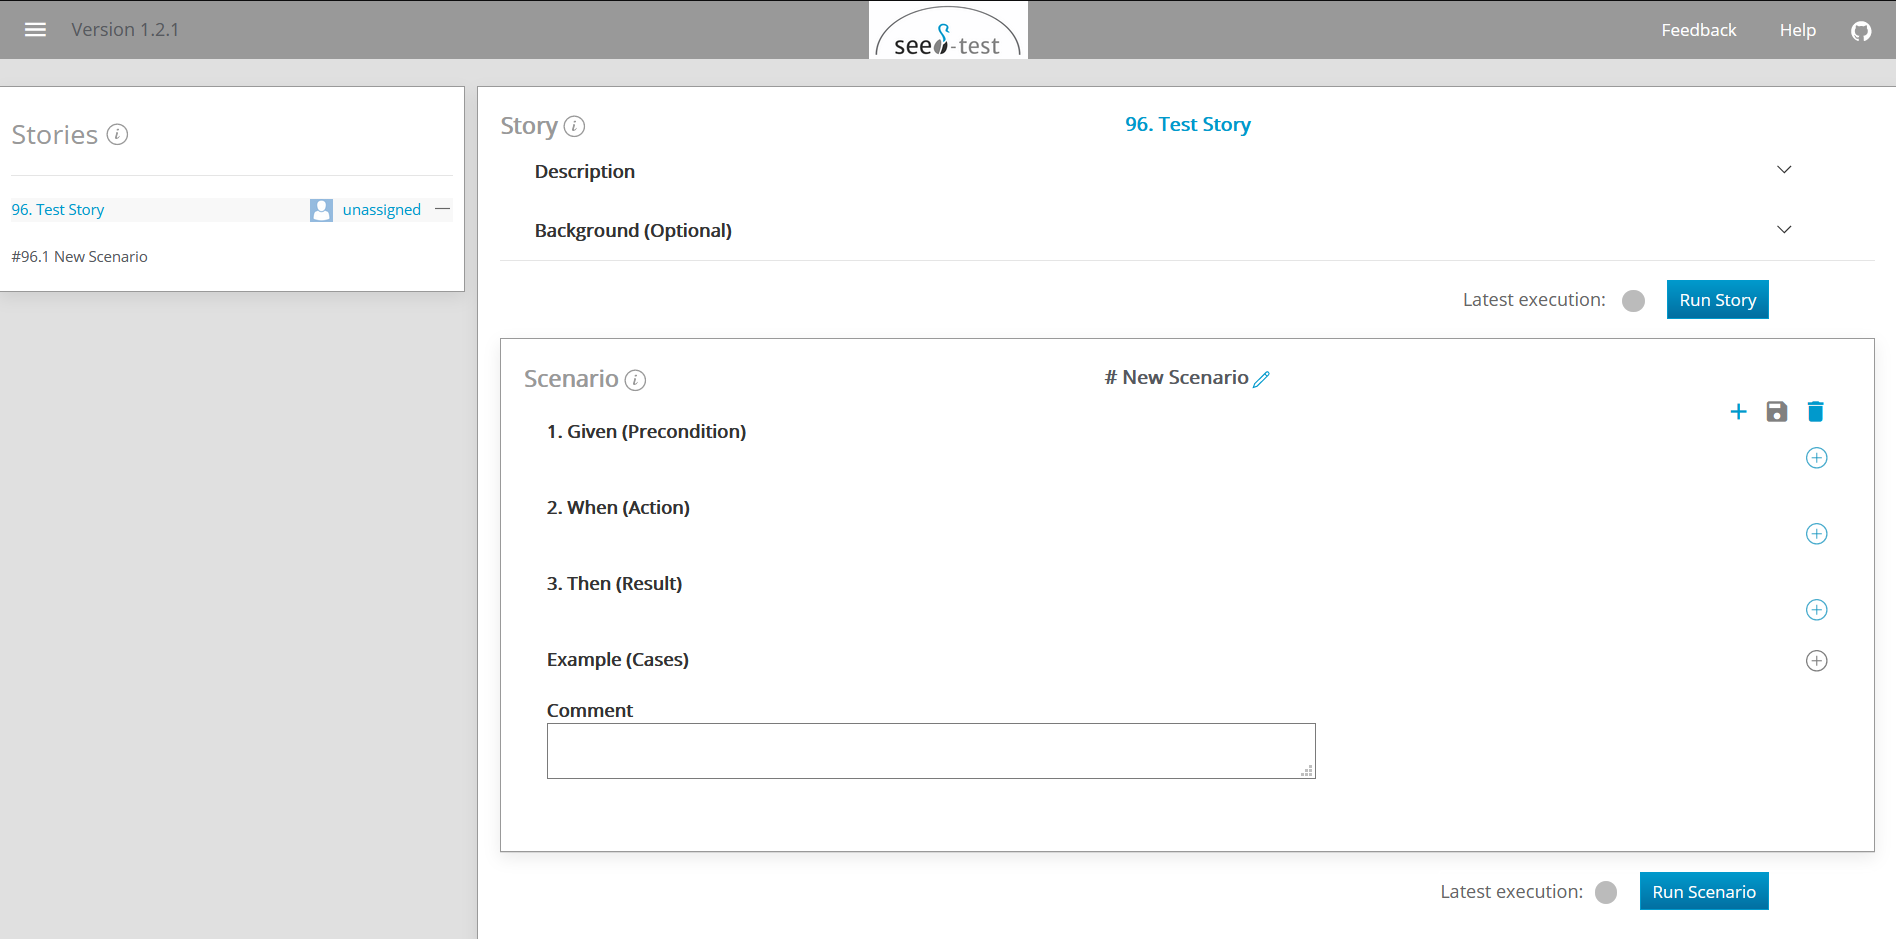 Version 1.2.1
seed-test
Feedback
Help
Stories
96. Test Story
unassigned
#96.1 New Scenario
Story
96. Test Story
Description
Background (Optional)
Latest execution:
Run Story
Scenario
# New Scenario
1. Given (Precondition)
2. When (Action)
3. Then (Result)
Example (Cases)
Comment
Latest execution:
Run Scenario